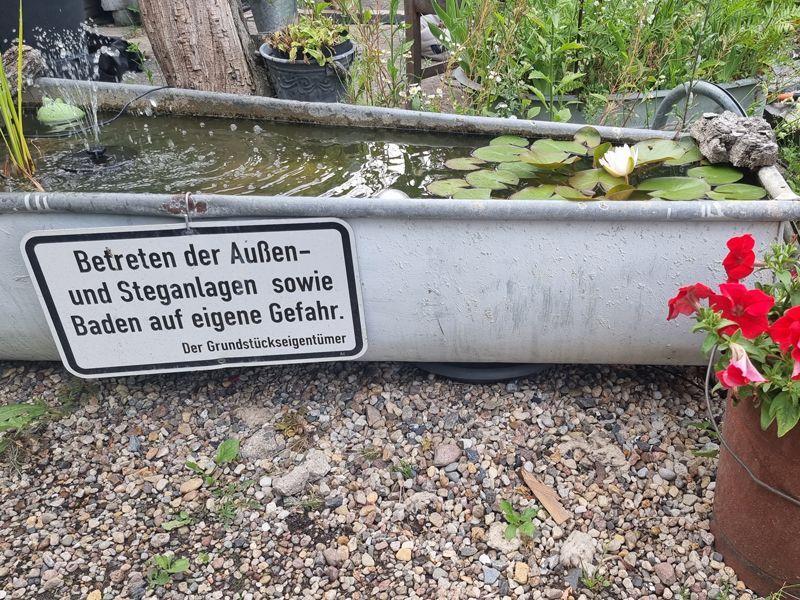 Betreten der Außen-
und Steganlagen sowie
Baden auf eigene Gefahr.
Der Grundstückseigentümer